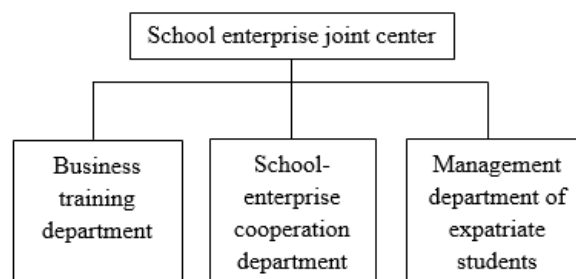 School enterprise joint center
Business
training
department
School-
enterprise
cooperation
department
Management
department of
expatriate
students